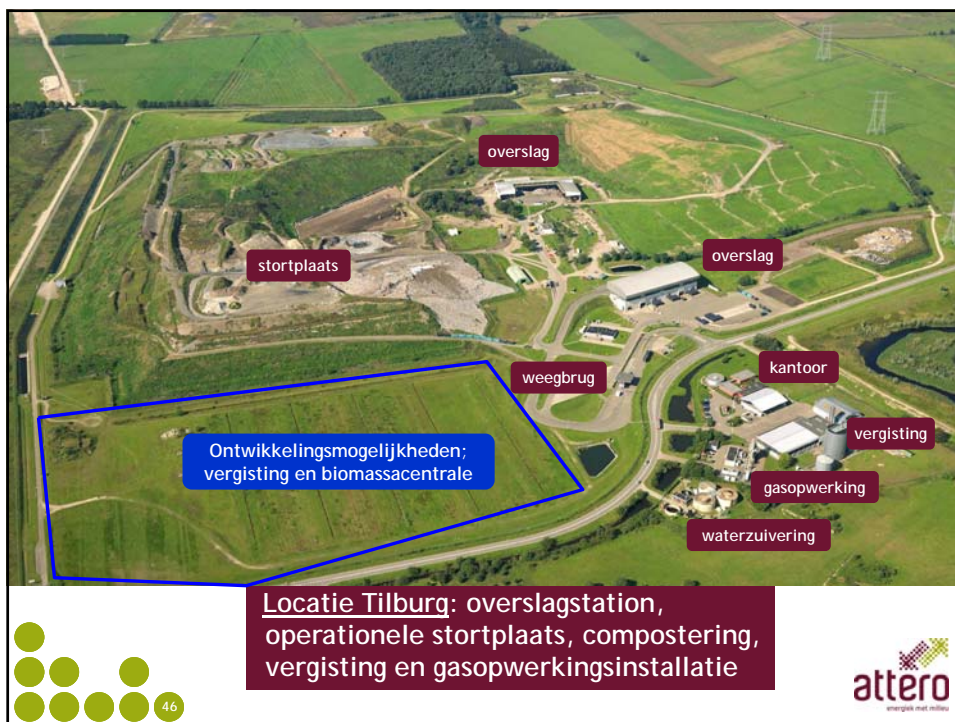 overslag
stortplaats
overslag
weegbrug
kantoor
vergisting
Ontwikkelingsmogelijkheden;
vergisting en biomassacentrale
gasopwerking
waterzuivering
Locatie Tilburg: overslagstation,
operationele stortplaats, compostering,
vergisting en gasopwerkingsinstallatie
46
attero
energiek met milieu